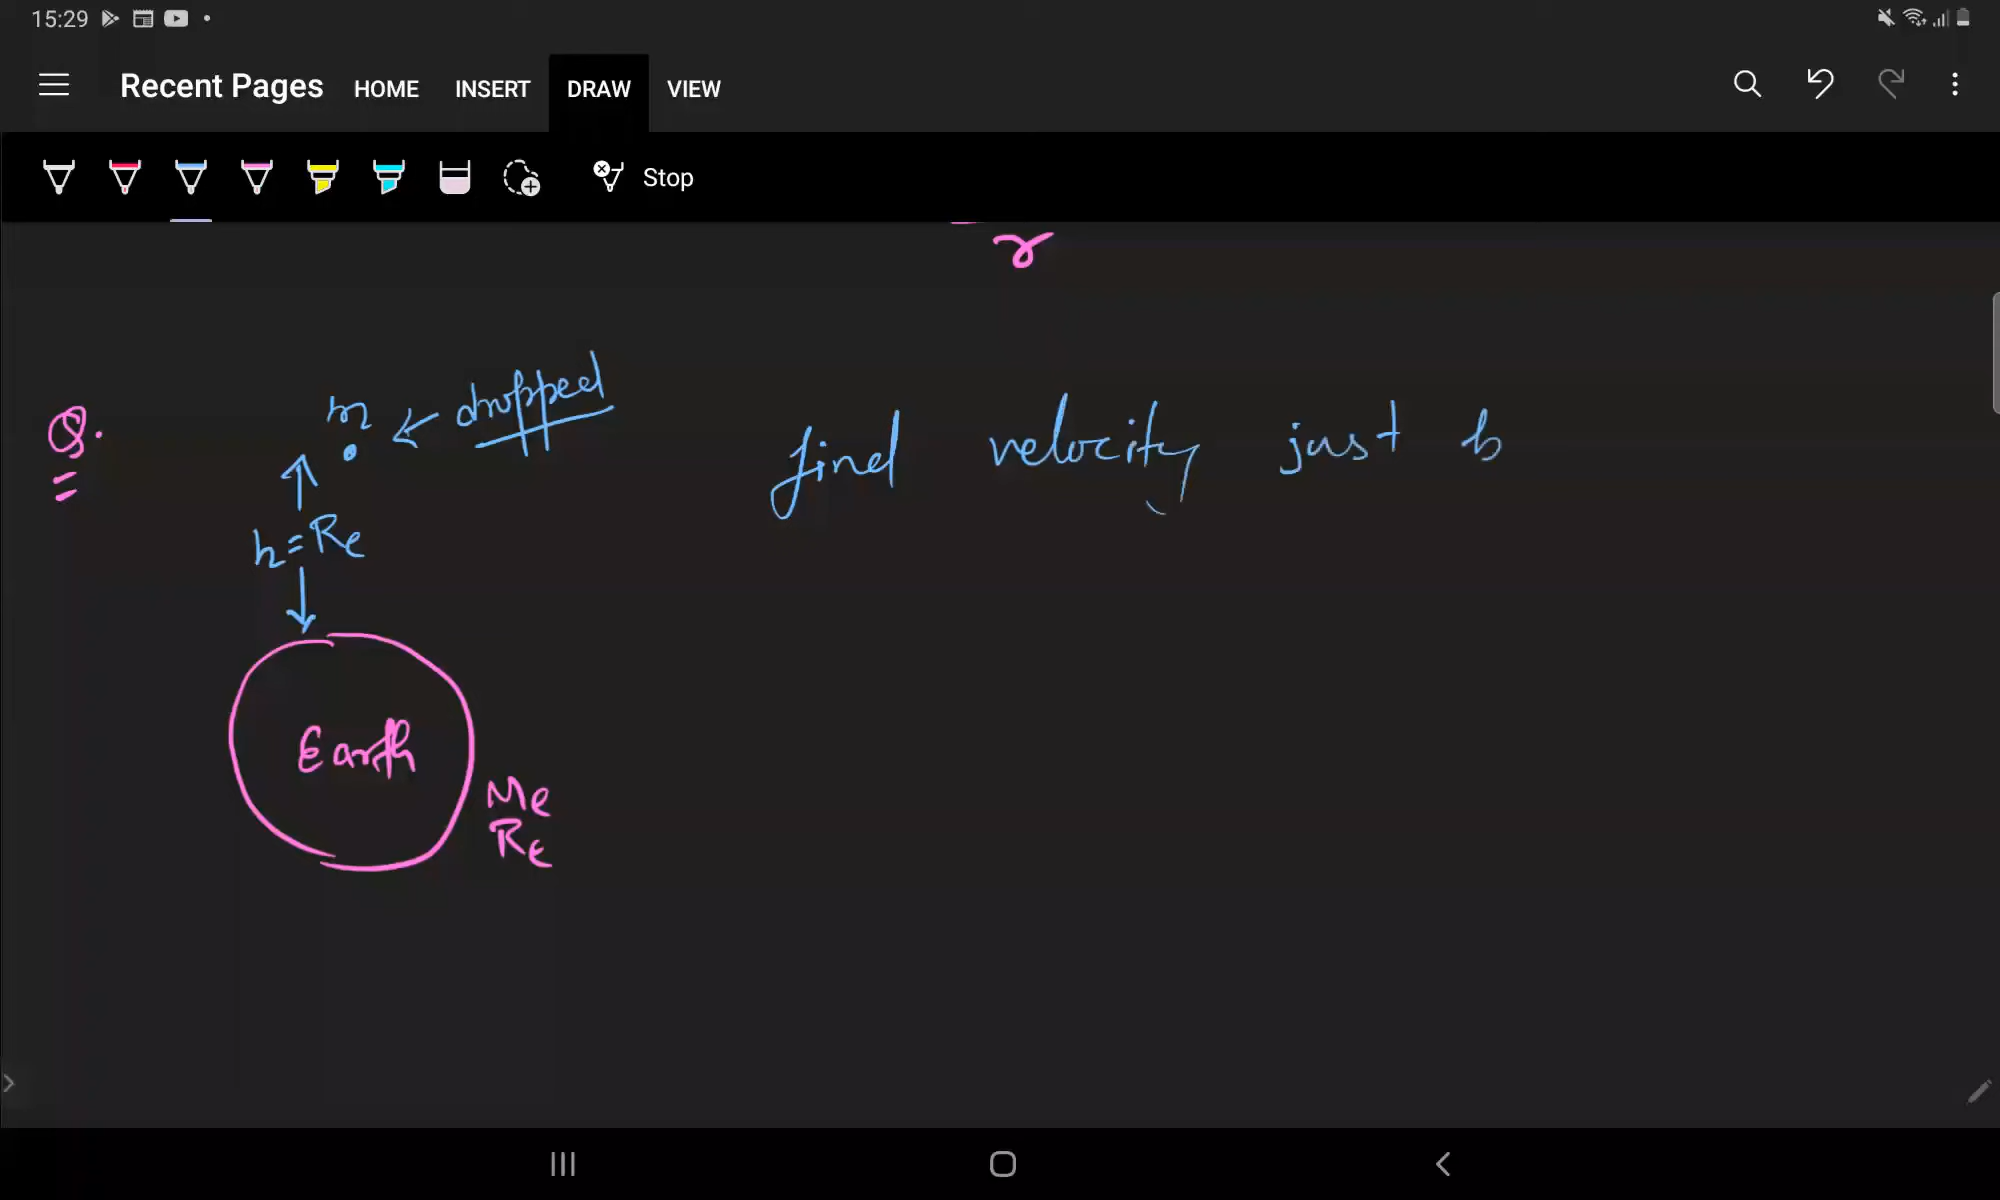 15:29
Recent Pages HOME INSERT DRAW VIEW
Stop
r
Q.
m ← dropped
find velocity just b
h = Re
Earth
Me
Re